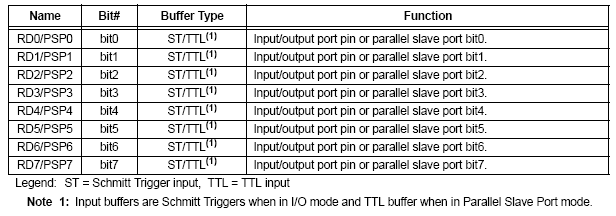 Name Bit# Buffer Type Function
RD0/PSP0 bit0 ST/TTL(1) Input/output port pin or parallel slave port bit0.
RD1/PSP1 bit1 ST/TTL(1) Input/output port pin or parallel slave port bit1.
RD2/PSP2 bit2 ST/TTL(1) Input/output port pin or parallel slave port bit2.
RD3/PSP3 bit3 ST/TTL(1) Input/output port pin or parallel slave port bit3.
RD4/PSP4 bit4 ST/TTL(1) Input/output port pin or parallel slave port bit4.
RD5/PSP5 bit5 ST/TTL(1) Input/output port pin or parallel slave port bit5.
RD6/PSP6 bit6 ST/TTL(1) Input/output port pin or parallel slave port bit6.
RD7/PSP7 bit7 ST/TTL(1) Input/output port pin or parallel slave port bit7.
Legend: ST = Schmitt Trigger input, TTL = TTL input
Note 1: Input buffers are Schmitt Triggers when in I/O mode and TTL buffer when in Parallel Slave Port mode.